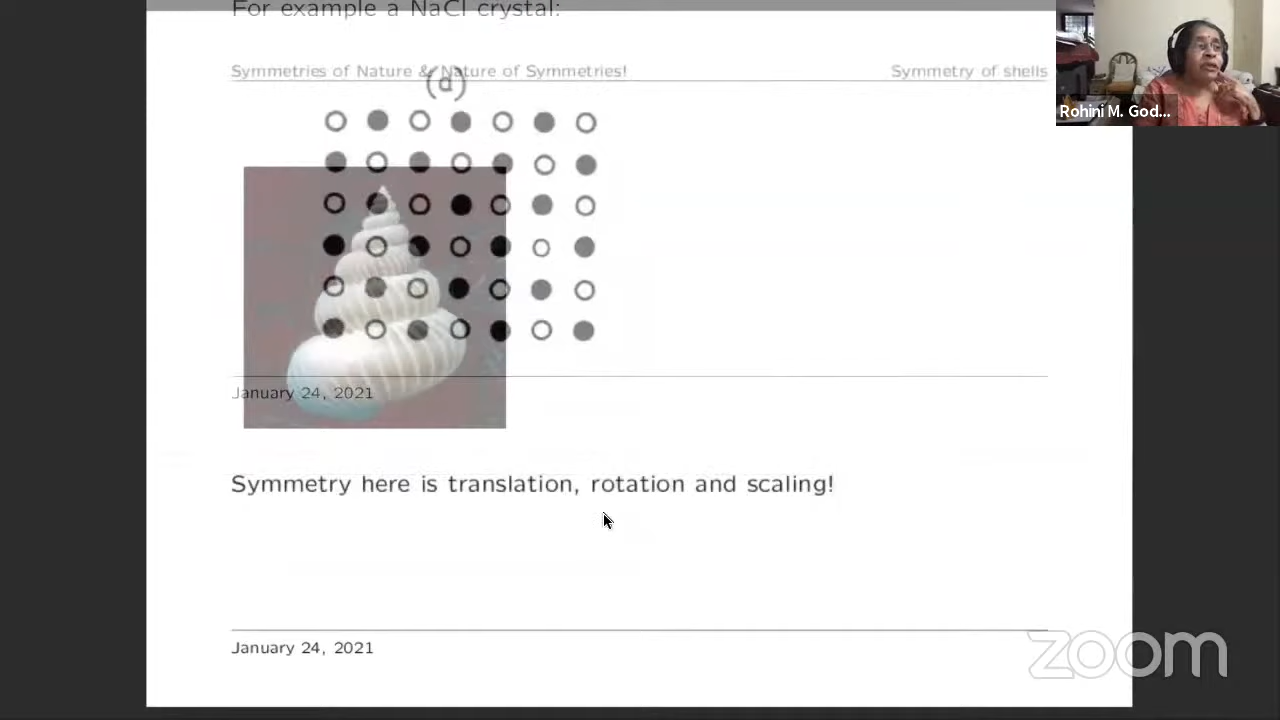 For example a NaCl crystal:
Symmetries of Nature & Nature of Symmetries! Symmetry of shells
(a)
Rohini M. God...
January 24, 2021
Symmetry here is translation, rotation and scaling!
January 24, 2021
zoom